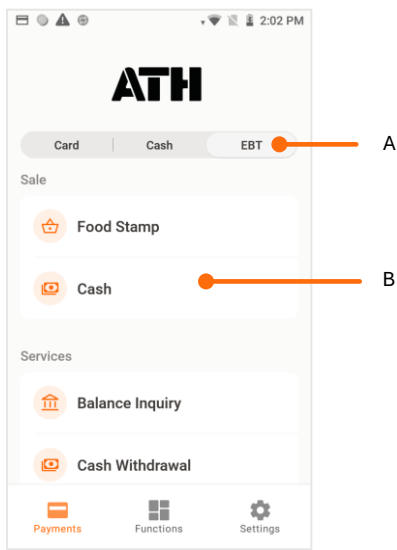 2:02 PM
ATH
Card Cash EBT A
Sale
Food Stamp
Cash B
Services
Balance Inquiry
Cash Withdrawal
Payments Functions Settings